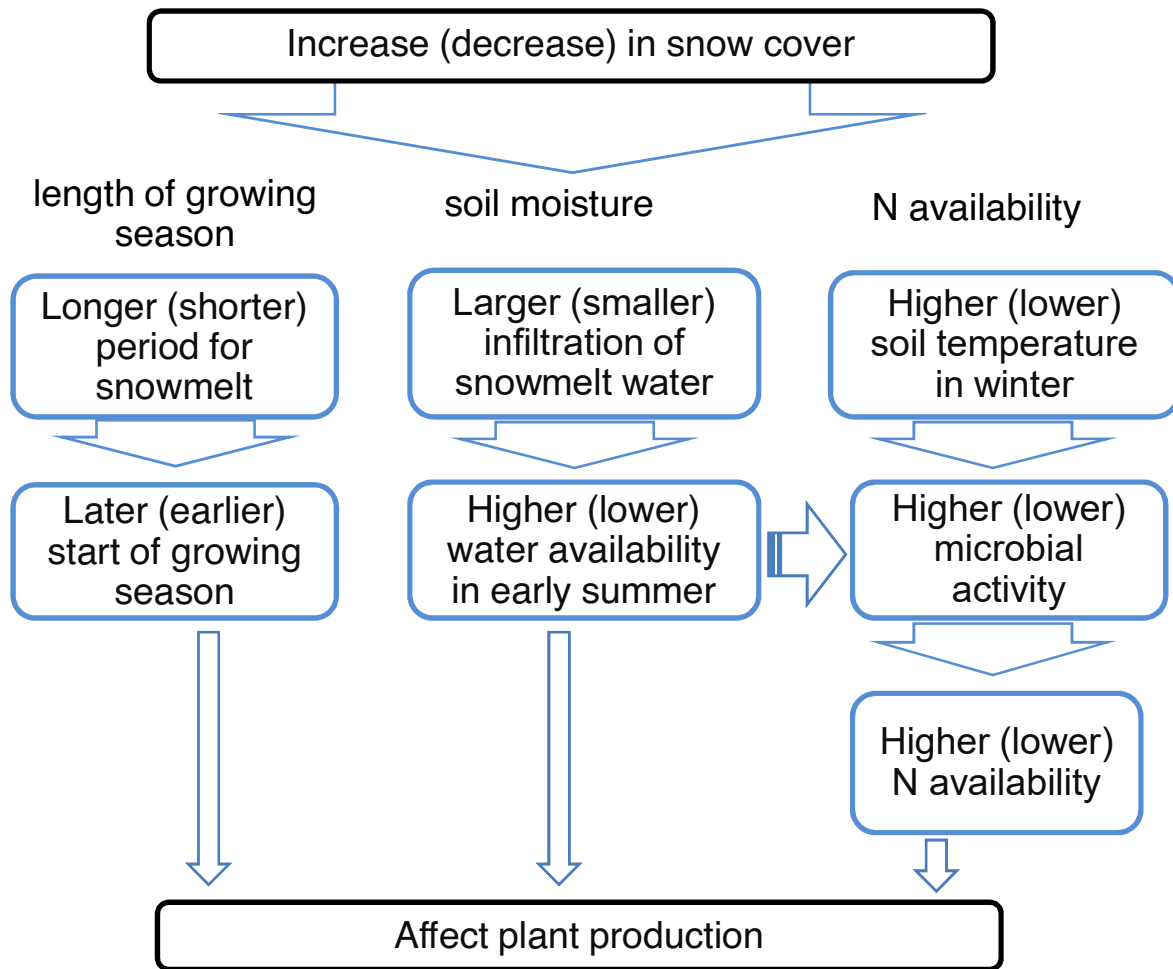 Increase (decrease) in snow cover
length of growing
season
soil moisture
N availability
Longer (shorter)
period for
snowmelt
Larger (smaller)
infiltration of
snowmelt water
Higher (lower)
soil temperature
in winter
Later (earlier)
start of growing
season
Higher (lower)
water availability
in early summer
Higher (lower)
microbial
activity
Higher (lower)
N availability
Affect plant production